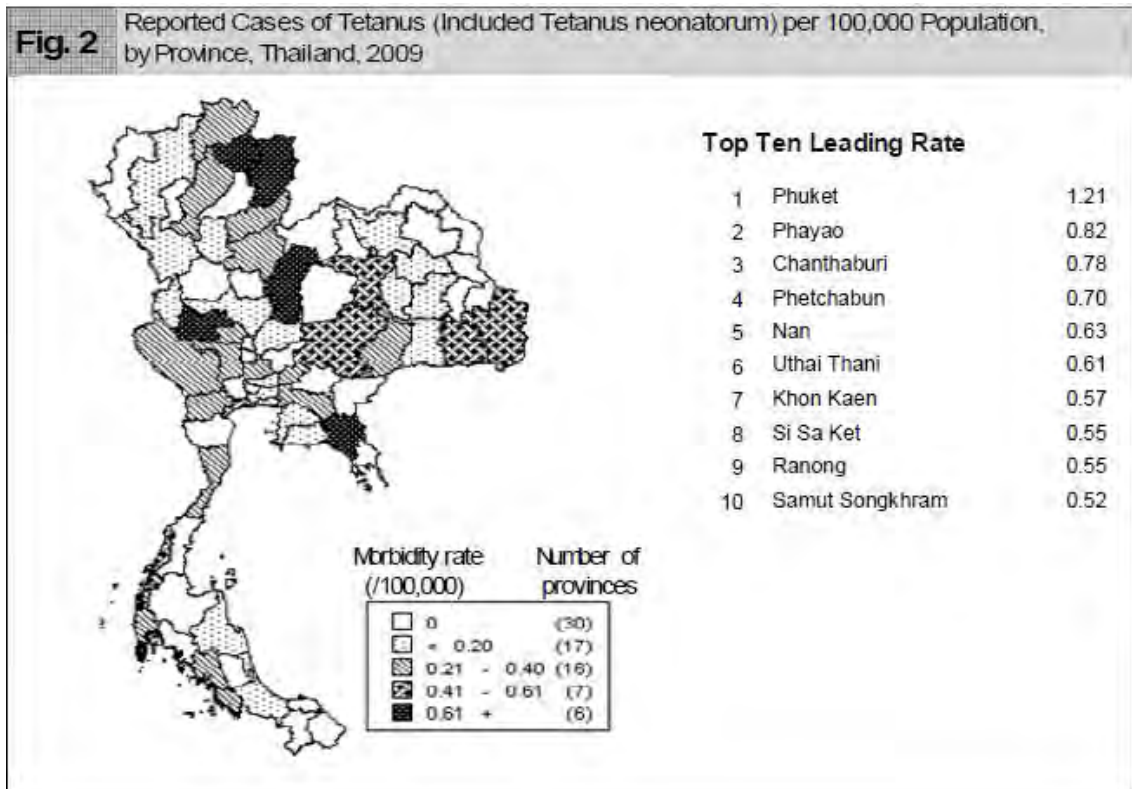 Fig. 2
Reported Cases of Tetanus (Included Tetanus neonatorum) per 100,000 Population,
by Province, Thailand, 2009
Top Ten Leading Rate
1 Phuket 1.21
2 Phayao 0.82
3 Chanthaburi 0.78
4 Phetchabun 0.70
5 Nan 0.63
6 Uthai Thani 0.61
7 Khon Kaen 0.57
8 Si Sa Ket 0.55
9 Ranong 0.55
10 Samut Songkhram 0.52
Morbidity rate Number of
(/100,000) provinces
0 (30)
< 0.20 (17)
0.21 - 0.40 (16)
0.41 - 0.61 (7)
0.61 + (6)